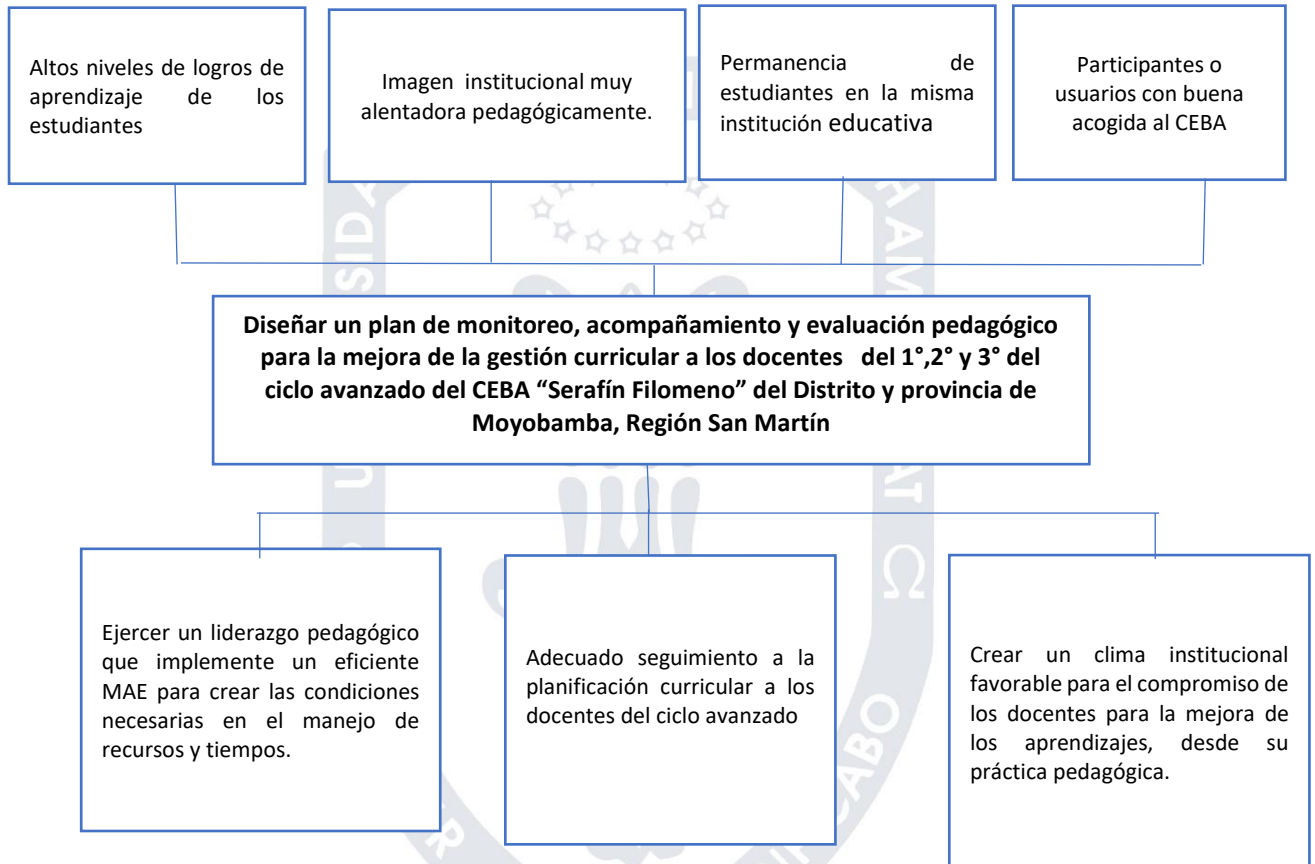 Altos niveles de logros de
aprendizaje de los
estudiantes
Imagen institucional muy
alentadora pedagógicamente.
Permanencia de
estudiantes en la misma
institución educativa
Participantes o
usuarios con buena
acogida al CEBA
Diseñar un plan de monitoreo, acompañamiento y evaluación pedagógico
para la mejora de la gestión curricular a los docentes del 1°,2° y 3° del
ciclo avanzado del CEBA “Serafín Filomeno” del Distrito y provincia de
Moyobamba, Región San Martín
Ejercer un liderazgo pedagógico
que implemente un eficiente
MAE para crear las condiciones
necesarias en el manejo de
recursos y tiempos.
Adecuado seguimiento a la
planificación curricular a los
docentes del ciclo avanzado
Crear un clima institucional
favorable para el compromiso de
los docentes para la mejora de
los aprendizajes, desde su
práctica pedagógica.